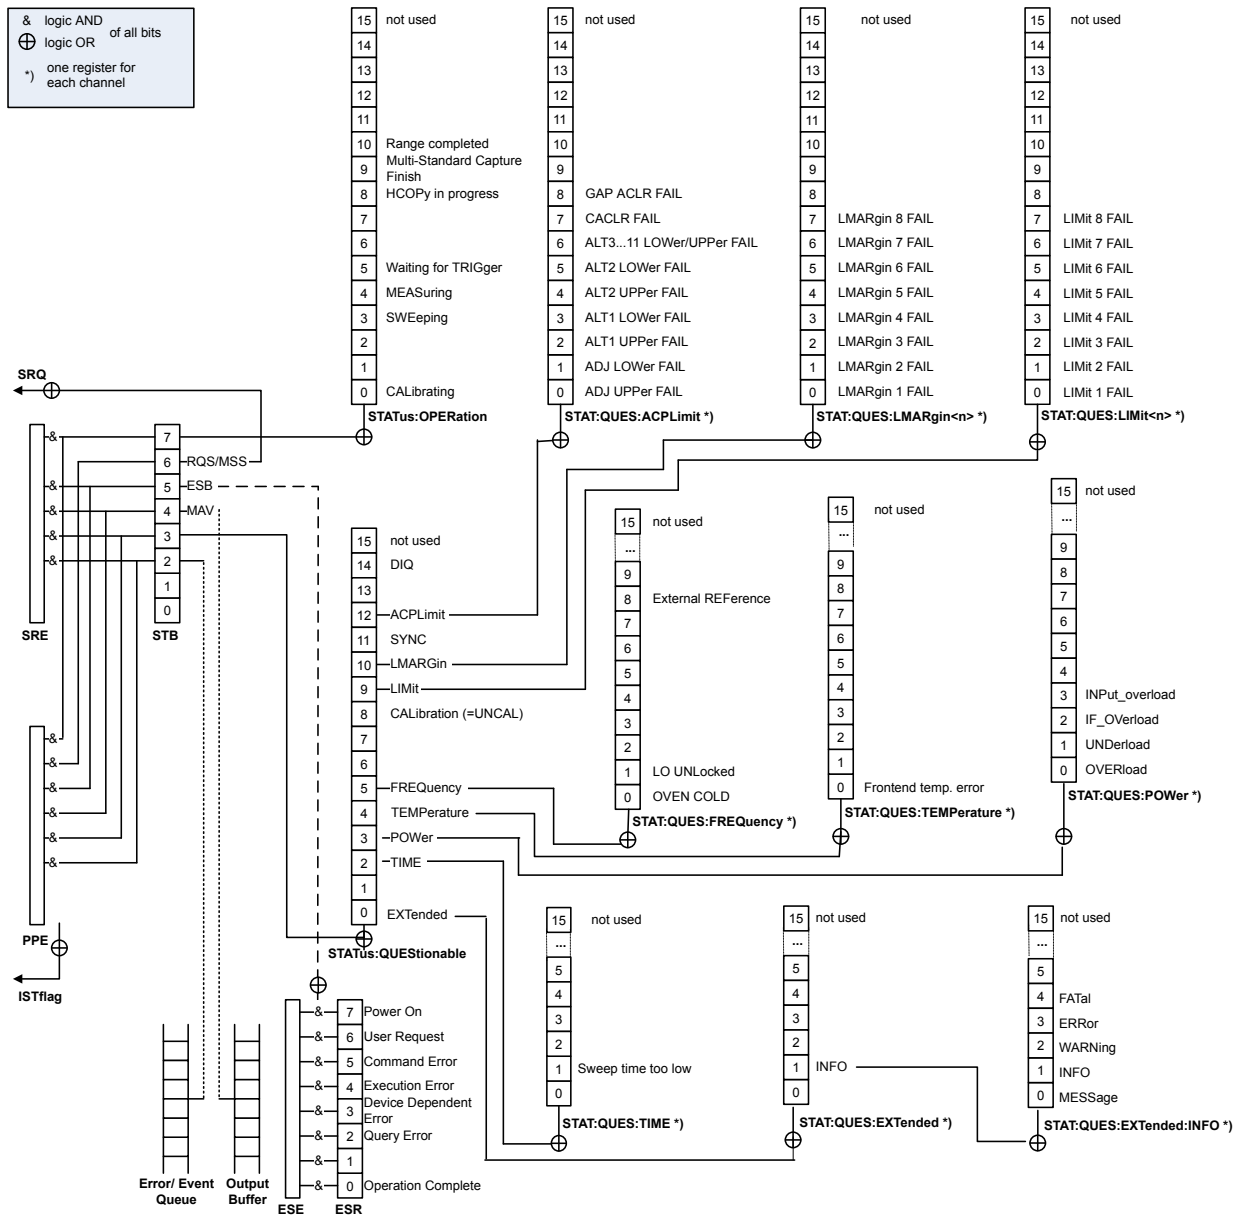 & logic AND
of all bits
logic OR
*) one register for
each channel
15 not used
14
13
12
11
10 Range completed
9 Multi-Standard Capture
Finish
8 HCOPy in progress
7
6
5 Waiting for TRIGger
4 MEASuring
3 SWEeping
2
1
0 CALibrating
STATus:OPERation
15 not used
14
13
12
11
10
9
8 GAP ACLR FAIL
7 CACLR FAIL
6 ALT3...11 LOWer/UPPer FAIL
5 ALT2 LOWer FAIL
4 ALT2 UPPer FAIL
3 ALT1 LOWer FAIL
2 ALT1 UPPer FAIL
1 ADJ LOWer FAIL
0 ADJ UPPer FAIL
STAT:QUES:ACPLimit *)
15 not used
14
13
12
11
10
9
8
7 LMARgin 8 FAIL
6 LMARgin 7 FAIL
5 LMARgin 6 FAIL
4 LMARgin 5 FAIL
3 LMARgin 4 FAIL
2 LMARgin 3 FAIL
1 LMARgin 2 FAIL
0 LMARgin 1 FAIL
STAT:QUES:LMARgin<n> *)
15 not used
14
13
12
11
10
9
8
7 LIMit 8 FAIL
6 LIMit 7 FAIL
5 LIMit 6 FAIL
4 LIMit 5 FAIL
3 LIMit 4 FAIL
2 LIMit 3 FAIL
1 LIMit 2 FAIL
0 LIMit 1 FAIL
STAT:QUES:LIMit<n> *)
SRQ
&
&
&
&
&
SRE
7
6 RQS/MSS
5 ESB
4 MAV
3
2
1
0
STB
&
&
&
&
&
&
PPE
ISTflag
15 not used
14 DIQ
13
12 ACPLimit
11 SYNC
10 LMARGin
9 LIMit
8 CALibration (=UNCAL)
7
6
5 FREQuency
4 TEMPerature
3 POWer
2 TIME
1
0 EXTended
STATus:QUEStionable
15 not used
...
9
8 External REFerence
7
6
5
4
3
2
1 LO UNLocked
0 OVEN COLD
STAT:QUES:FREQuency *)
15 not used
...
9
8
7
6
5
4
3
2
1
0 Frontend temp. error
STAT:QUES:TEMPerature *)
15 not used
...
9
8
7
6
5
4
3 INPut_overload
2 IF_OVerload
1 UNDerload
0 OVERload
STAT:QUES:POWer *)
15 not used
...
5
4
3
2
1 Sweep time too low
0
STAT:QUES:TIME *)
15 not used
...
5
4
3
2
1 INFO
0
STAT:QUES:EXTended *)
15 not used
...
5
4 FATal
3 ERRor
2 WARNing
1 INFO
0 MESSage
STAT:QUES:EXTended:INFO *)
Error/ Event
Queue
Output
Buffer
& 7 Power On
& 6 User Request
& 5 Command Error
& 4 Execution Error
& 3 Device Dependent
Error
& 2 Query Error
& 1
& 0 Operation Complete
ESE
ESR